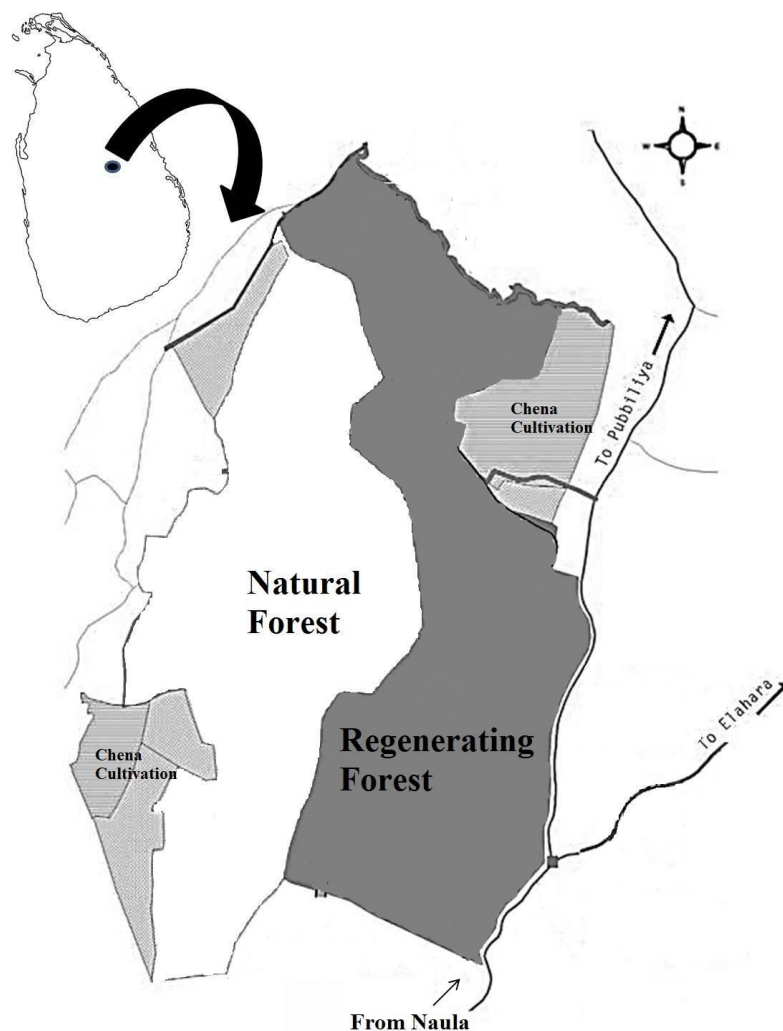 N
W
E
S
Chena
Cultivation
To Pubbiliya
Natural
Forest
Regenerating
Forest
Chena
Cultivation
To Elahara
From Naula